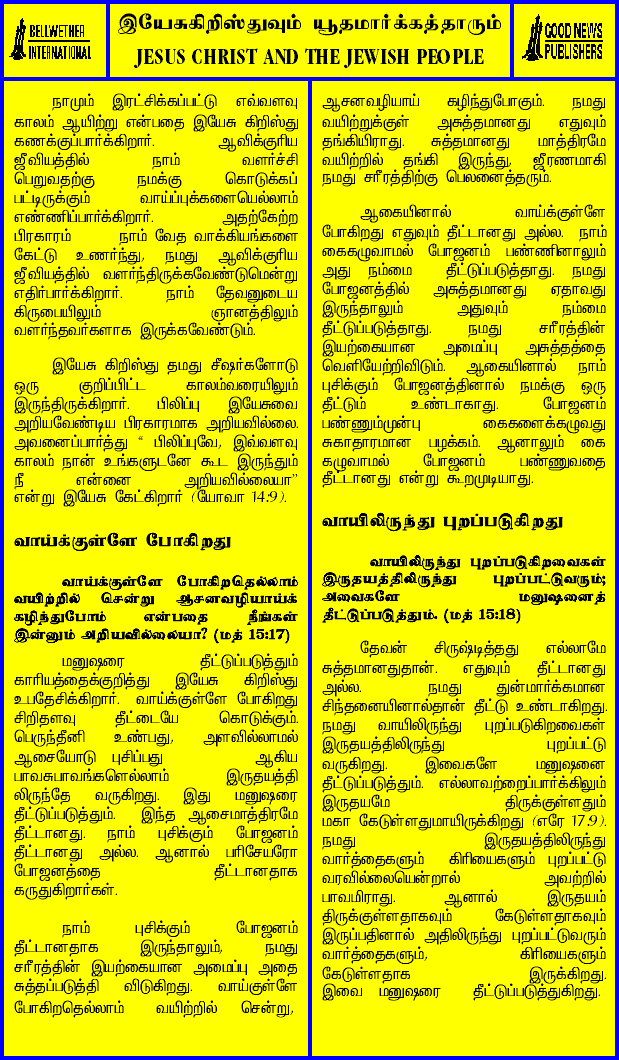 BELLWETHER
INTERNATIONAL
இயேசுகிறிஸ்துவும் யூதமார்க்கத்தாரும்
JESUS CHRIST AND THE JEWISH PEOPLE
GOOD NEWS
PUBLISHERS
நாமும் இரட்சிக்கப்பட்டு எவ்வளவு
காலம் ஆயிற்று என்பதை இயேசு கிறிஸ்து
கணக்குப்பார்க்கிறார். ஆவிக்குரிய
ஜீவியத்தில் நாம் வளர்ச்சி
பெறுவதற்கு நமக்கு கொடுக்கப்
பட்டிருக்கும் வாய்ப்புக்களையெல்லாம்
எண்ணிப்பார்க்கிறார். அதற்கேற்ற
பிரகாரம் நாம் வேத வாக்கியங்களை
கேட்டு உணர்ந்து, நமது ஆவிக்குரிய
ஜீவியத்தில் வளர்ந்திருக்கவேண்டுமென்று
எதிர்பார்க்கிறார். நாம் தேவனுடைய
கிருபையிலும் ஞானத்திலும்
வளர்ந்தவர்களாக இருக்கவேண்டும்.
இயேசு கிறிஸ்து தமது சீஷர்களோடு
ஒரு குறிப்பிட்ட காலம்வரையிலும்
இருந்திருக்கிறார். பிலிப்பு இயேசுவை
அறியவேண்டிய பிரகாரமாக அறியவில்லை.
அவனைப்பார்த்து “ பிலிப்புவே, இவ்வளவு
காலம் நான் உங்களுடனே கூட இருந்தும்
நீ என்னை அறியவில்லையா”
என்று இயேசு கேட்கிறார் (யோவா 14:9).
வாய்க்குள்ளே போகிறது
வாய்க்குள்ளே போகிறதெல்லாம்
வயிற்றில் சென்று ஆசனவழியாய்க்
கழிந்துபோம் என்பதை நீங்கள்
இன்னும் அறியவில்லையா? (மத் 15:17)
மனுஷரை தீட்டுப்படுத்தும்
காரியத்தைக்குறித்து இயேசு கிறிஸ்து
உபதேசிக்கிறார். வாய்க்குள்ளே போகிறது
சிறிதளவு தீட்டையே கொடுக்கும்.
பெருந்தீனி உண்பது, அளவில்லாமல்
ஆசையோடு புசிப்பது ஆகிய
பாவசுபாவங்களெல்லாம் இருதயத்தி
லிருந்தே வருகிறது. இது மனுஷரை
தீட்டுப்படுத்தும். இந்த ஆசைமாத்திரமே
தீட்டானது. நாம் புசிக்கும் போஜனம்
தீட்டானது அல்ல. ஆனால் பரிசேயரோ
போஜனத்தை தீட்டானதாக
கருதுகிறார்கள்.
நாம் புசிக்கும் போஜனம்
தீட்டானதாக இருந்தாலும், நமது
சரீரத்தின் இயற்கையான அமைப்பு அதை
சுத்தப்படுத்தி விடுகிறது. வாய்குள்ளே
போகிறதெல்லாம் வயிற்றில் சென்று,
ஆசனவழியாய் கழிந்துபோகும். நமது
வயிற்றுக்குள் அசுத்தமானது எதுவும்
தங்கியிராது. சுத்தமானது மாத்திரமே
வயிற்றில் தங்கி இருந்து, ஜீரணமாகி
நமது சரீரத்திற்கு பெலனைத்தரும்.
ஆகையினால் வாய்க்குள்ளே
போகிறது எதுவும் தீட்டானது அல்ல. நாம்
கைகழுவாமல் போஜனம் பண்ணினாலும்
அது நம்மை தீட்டுப்படுத்தாது. நமது
போஜனத்தில் அசுத்தமானது ஏதாவது
இருந்தாலும் அதுவும் நம்மை
தீட்டுப்படுத்தாது. நமது சரீரத்தின்
இயற்கையான அமைப்பு அசுத்தத்தை
வெளியேற்றிவிடும். ஆகையினால் நாம்
புசிக்கும் போஜனத்தினால் நமக்கு ஒரு
தீட்டும் உண்டாகாது. போஜனம்
பண்ணும்முன்பு கைகளைக்கழுவது
சுகாதாரமான பழக்கம். ஆனாலும் கை
கழுவாமல் போஜனம் பண்ணுவதை
தீட்டானது என்று கூறமுடியாது.
வாயிலிருந்து புறப்படுகிறது
வாயிலிருந்து புறப்படுகிறவைகள்
இருதயத்திலிருந்து புறப்பட்டுவரும்;
அவைகளே மனுஷனைத்
தீட்டுப்படுத்தும். (மத் 15:18)
தேவன் சிருஷ்டித்தது எல்லாமே
சுத்தமானதுதான். எதுவும் தீட்டானது
அல்ல. நமது துன்மார்க்கமான
சிந்தனையினால்தான் தீட்டு உண்டாகிறது.
நமது வாயிலிருந்து புறப்படுகிறவைகள்
இருதயத்திலிருந்து புறப்பட்டு
வருகிறது. இவைகளே மனுஷனை
தீட்டுப்படுத்தும். எல்லாவற்றைப்பார்க்கிலும்
இருதயமே திருக்குள்ளதும்
மகா கேடுள்ளதுமாயிருக்கிறது (எரே 17:9).
நமது இருதயத்திலிருந்து
வார்த்தைகளும் கிரியைகளும் புறப்பட்டு
வரவில்லையென்றால் அவற்றில்
பாவமிராது. ஆனால் இருதயம்
திருக்குள்ளதாகவும் கேடுள்ளதாகவும்
இருப்பதினால் அதிலிருந்து புறப்பட்டுவரும்
வார்த்தைகளும், கிரியைகளும்
கேடுள்ளதாக இருக்கிறது.
இவை மனுஷரை தீட்டுப்படுத்துகிறது.